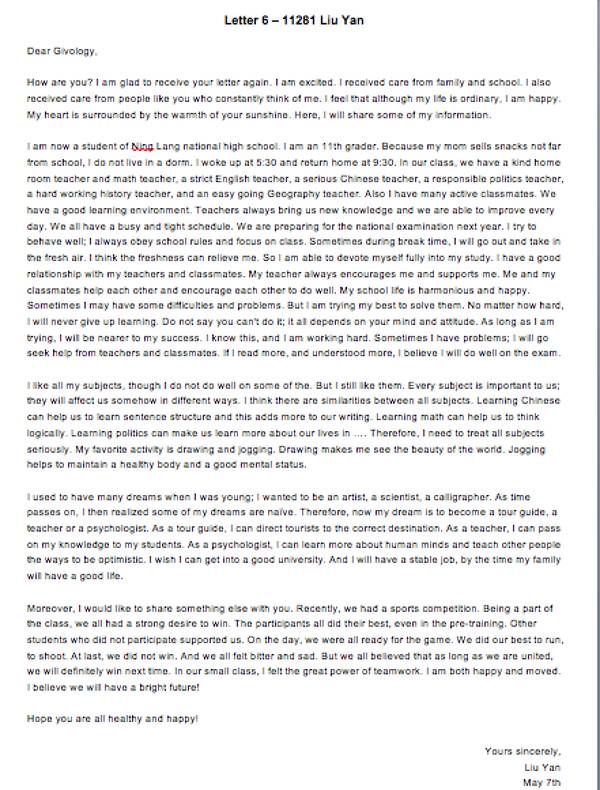 Letter 6 – 11281 Liu Yan
Dear Givology,
How are you? I am glad to receive your letter again. I am excited. I received care from family and school. I also
received care from people like you who constantly think of me. I feel that although my life is ordinary, I am happy.
My heart is surrounded by the warmth of your sunshine. Here, I will share some of my information.
I am now a student of Ning Lang national high school. I am an 11th grader. Because my mom sells snacks not far
from school, I do not live in a dorm. I woke up at 5:30 and return home at 9:30. In our class, we have a kind home
room teacher and math teacher, a strict English teacher, a serious Chinese teacher, a responsible politics teacher,
a hard working history teacher, and an easy going Geography teacher. Also I have many active classmates. We
have a good learning environment. Teachers always bring us new knowledge and we are able to improve every
day. We all have a busy and tight schedule. We are preparing for the national examination next year. I try to
behave well; I always obey school rules and focus on class. Sometimes during break time, I will go out and take in
the fresh air. I think the freshness can relieve me. So I am able to devote myself fully into my study. I have a good
relationship with my teachers and classmates. My teacher always encourages me and supports me. Me and my
classmates help each other and encourage each other to do well. My school life is harmonious and happy.
Sometimes I may have some difficulties and problems. But I am trying my best to solve them. No matter how hard,
I will never give up learning. Do not say you can't do it; it all depends on your mind and attitude. As long as I am
trying, I will be nearer to my success. I know this, and I am working hard. Sometimes I have problems; I will go
seek help from teachers and classmates. If I read more, and understood more, I believe I will do well on the exam.
I like all my subjects, though I do not do well on some of the. But I still like them. Every subject is important to us;
they will affect us somehow in different ways. I think there are similarities between all subjects. Learning Chinese
can help us to learn sentence structure and this adds more to our writing. Learning math can help us to think
logically. Learning politics can make us learn more about our lives in .... Therefore, I need to treat all subjects
seriously. My favorite activity is drawing and jogging. Drawing makes me see the beauty of the world. Jogging
helps to maintain a healthy body and a good mental status.
I used to have many dreams when I was young; I wanted to be an artist, a scientist, a calligrapher. As time
passes on, I then realized some of my dreams are naïve. Therefore, now my dream is to become a tour guide, a
teacher or a psychologist. As a tour guide, I can direct tourists to the correct destination. As a teacher, I can pass
on my knowledge to my students. As a psychologist, I can learn more about human minds and teach other people
the ways to be optimistic. I wish I can get into a good university. And I will have a stable job, by the time my family
will have a good life.
Moreover, I would like to share something else with you. Recently, we had a sports competition. Being a part of
the class, we all had a strong desire to win. The participants all did their best, even in the pre-training. Other
students who did not participate supported us. On the day, we were all ready for the game. We did our best to run,
to shoot. At last, we did not win. And we all felt bitter and sad. But we all believed that as long as we are united,
we will definitely win next time. In our small class, I felt the great power of teamwork. I am both happy and moved.
I believe we will have a bright future!
Hope you are all healthy and happy!
Yours sincerely,
Liu Yan
May 7th